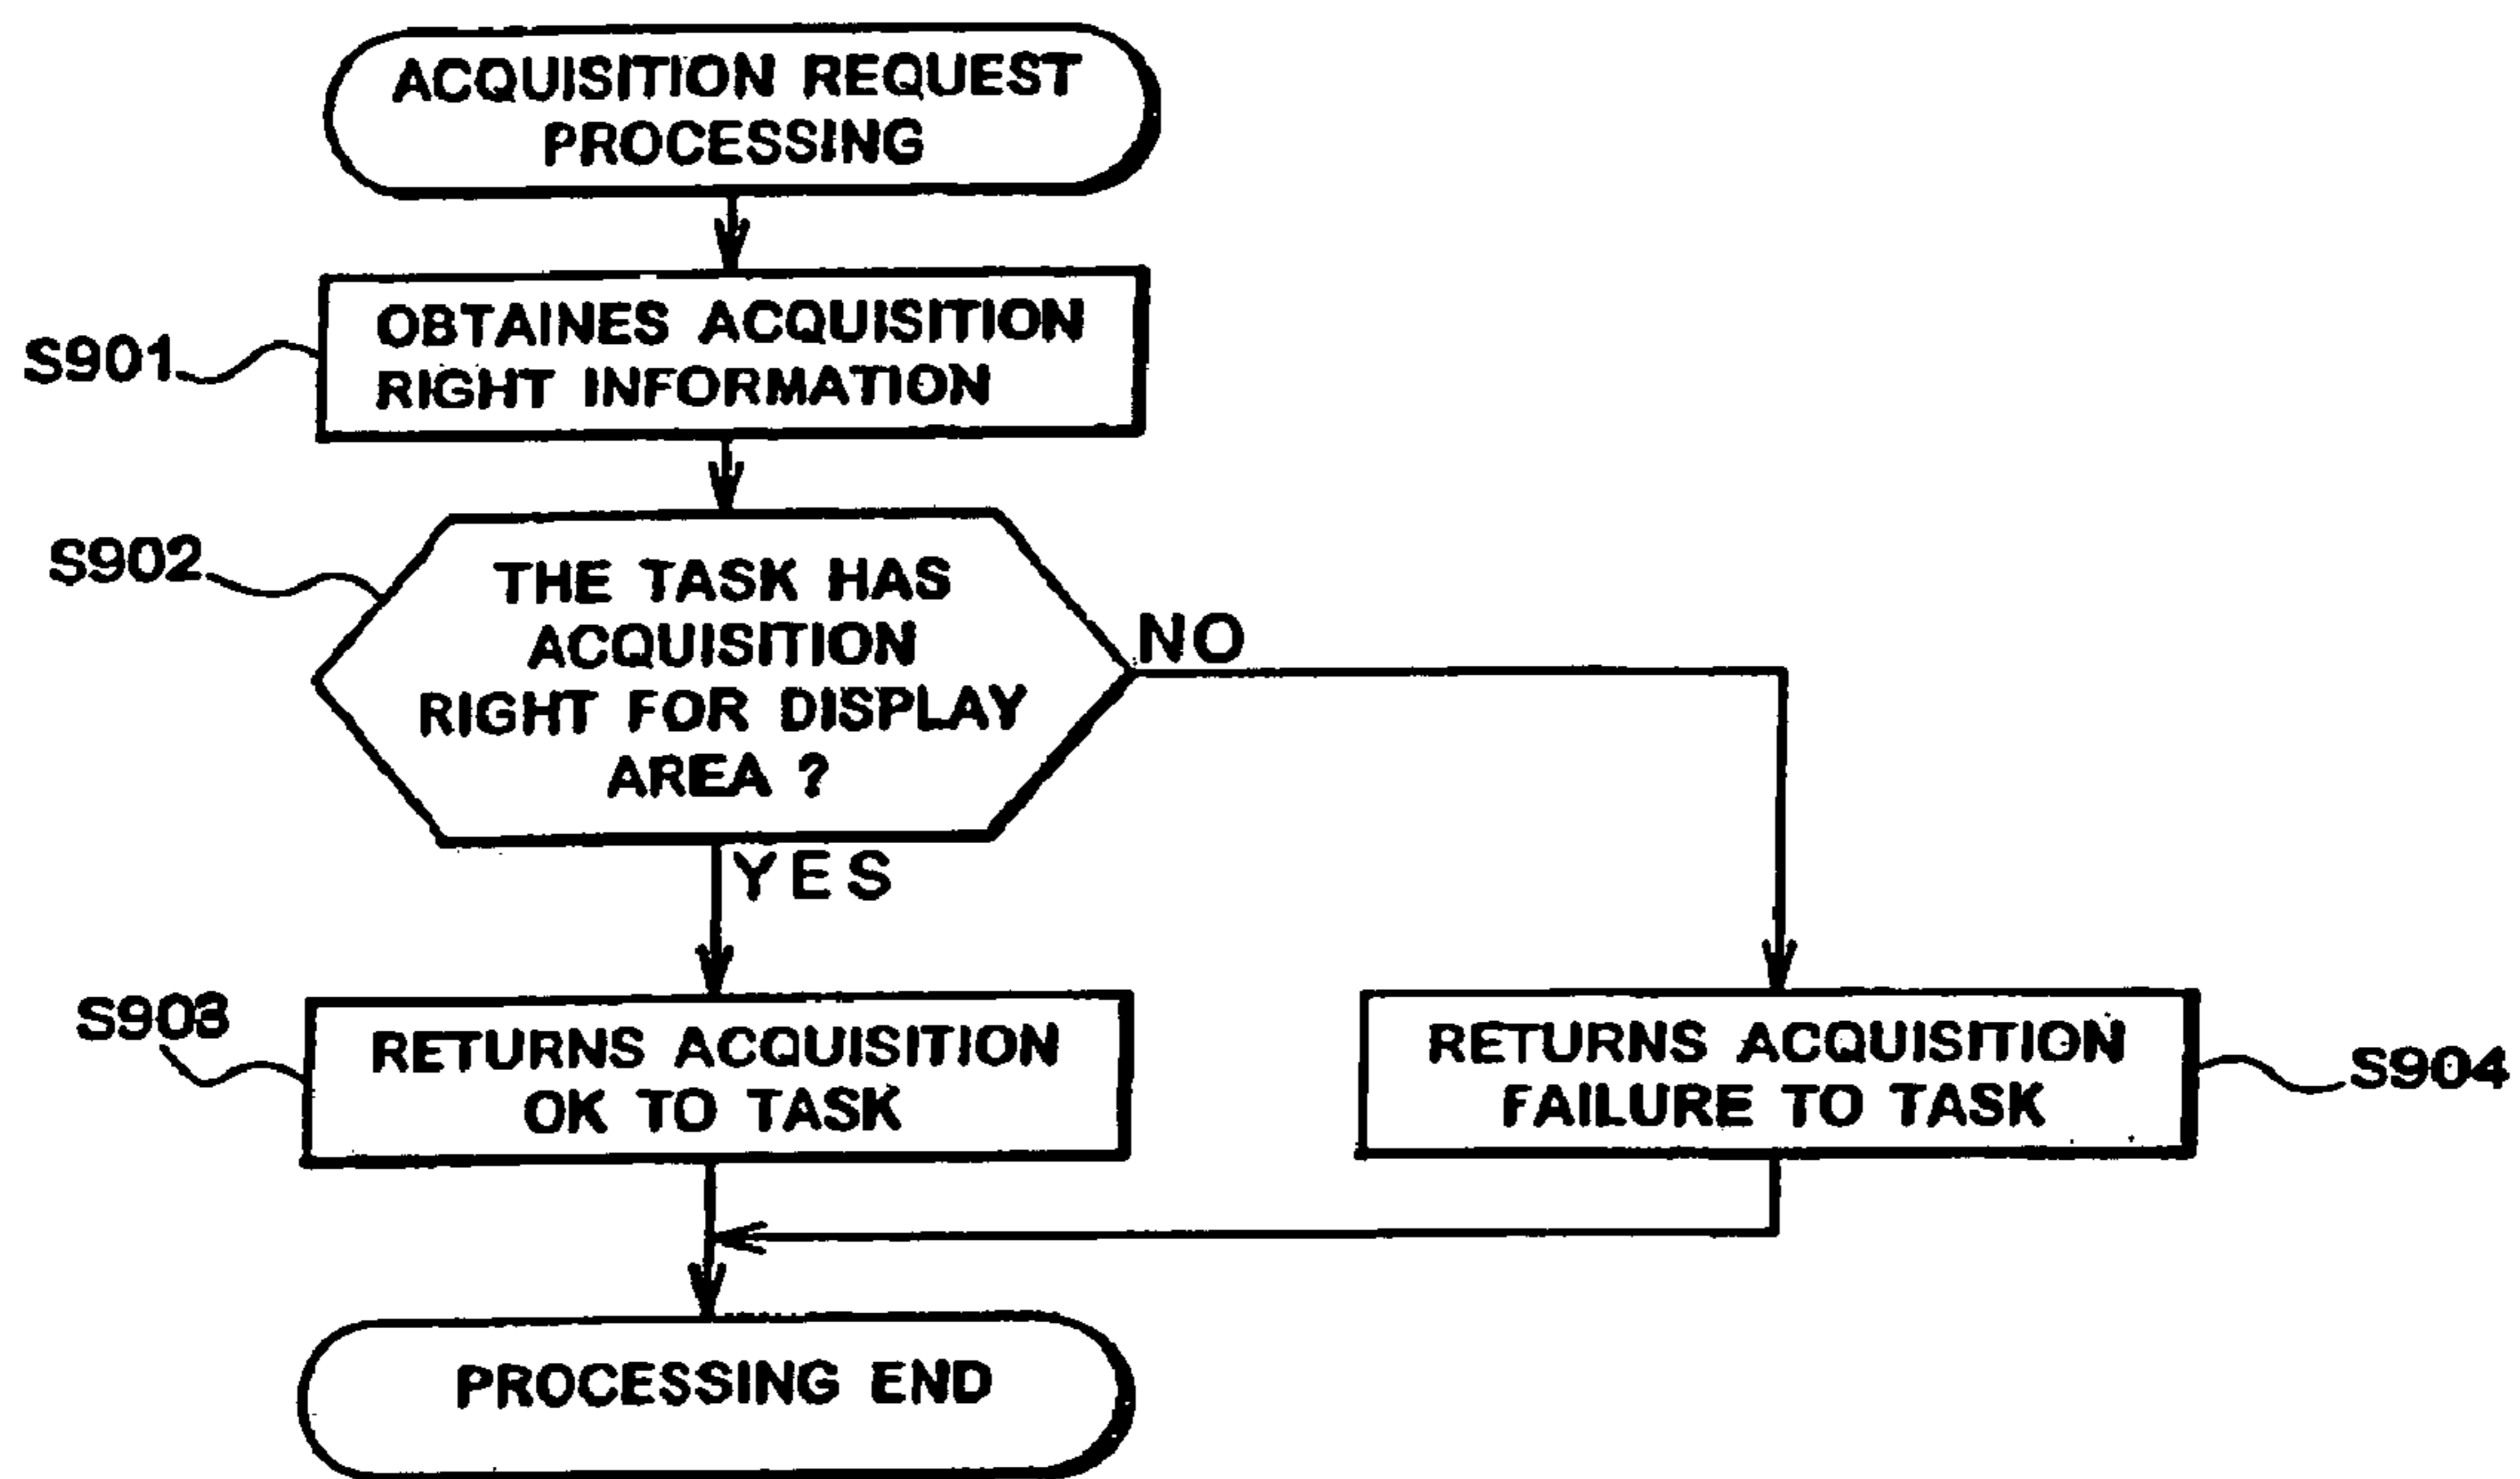 ACQUISITION REQUEST
PROCESSING
S901
OBTAINES ACQUISITION
RIGHT INFORMATION
S902
THE TASK HAS
ACQUISITION
RIGHT FOR DISPLAY
AREA ?
NO
YES
S903
RETURNS ACQUISITION
OK TO TASK
RETURNS ACQUISITION
FAILURE TO TASK
S904
PROCESSING END